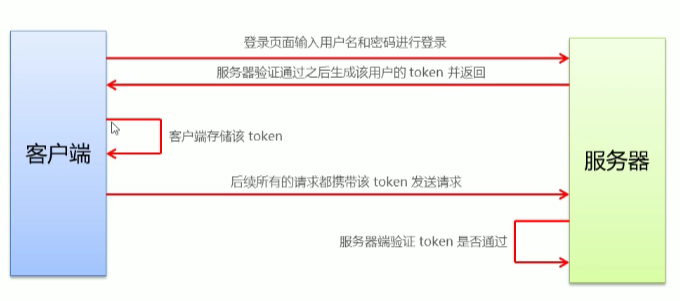 登录页面输入用户名和密码进行登录
服务器验证通过之后生成该用户的 token 并返回
客户端
客户端存储该 token
服务器
后续所有的请求都携带该 token 发送请求
服务器端验证 token 是否通过